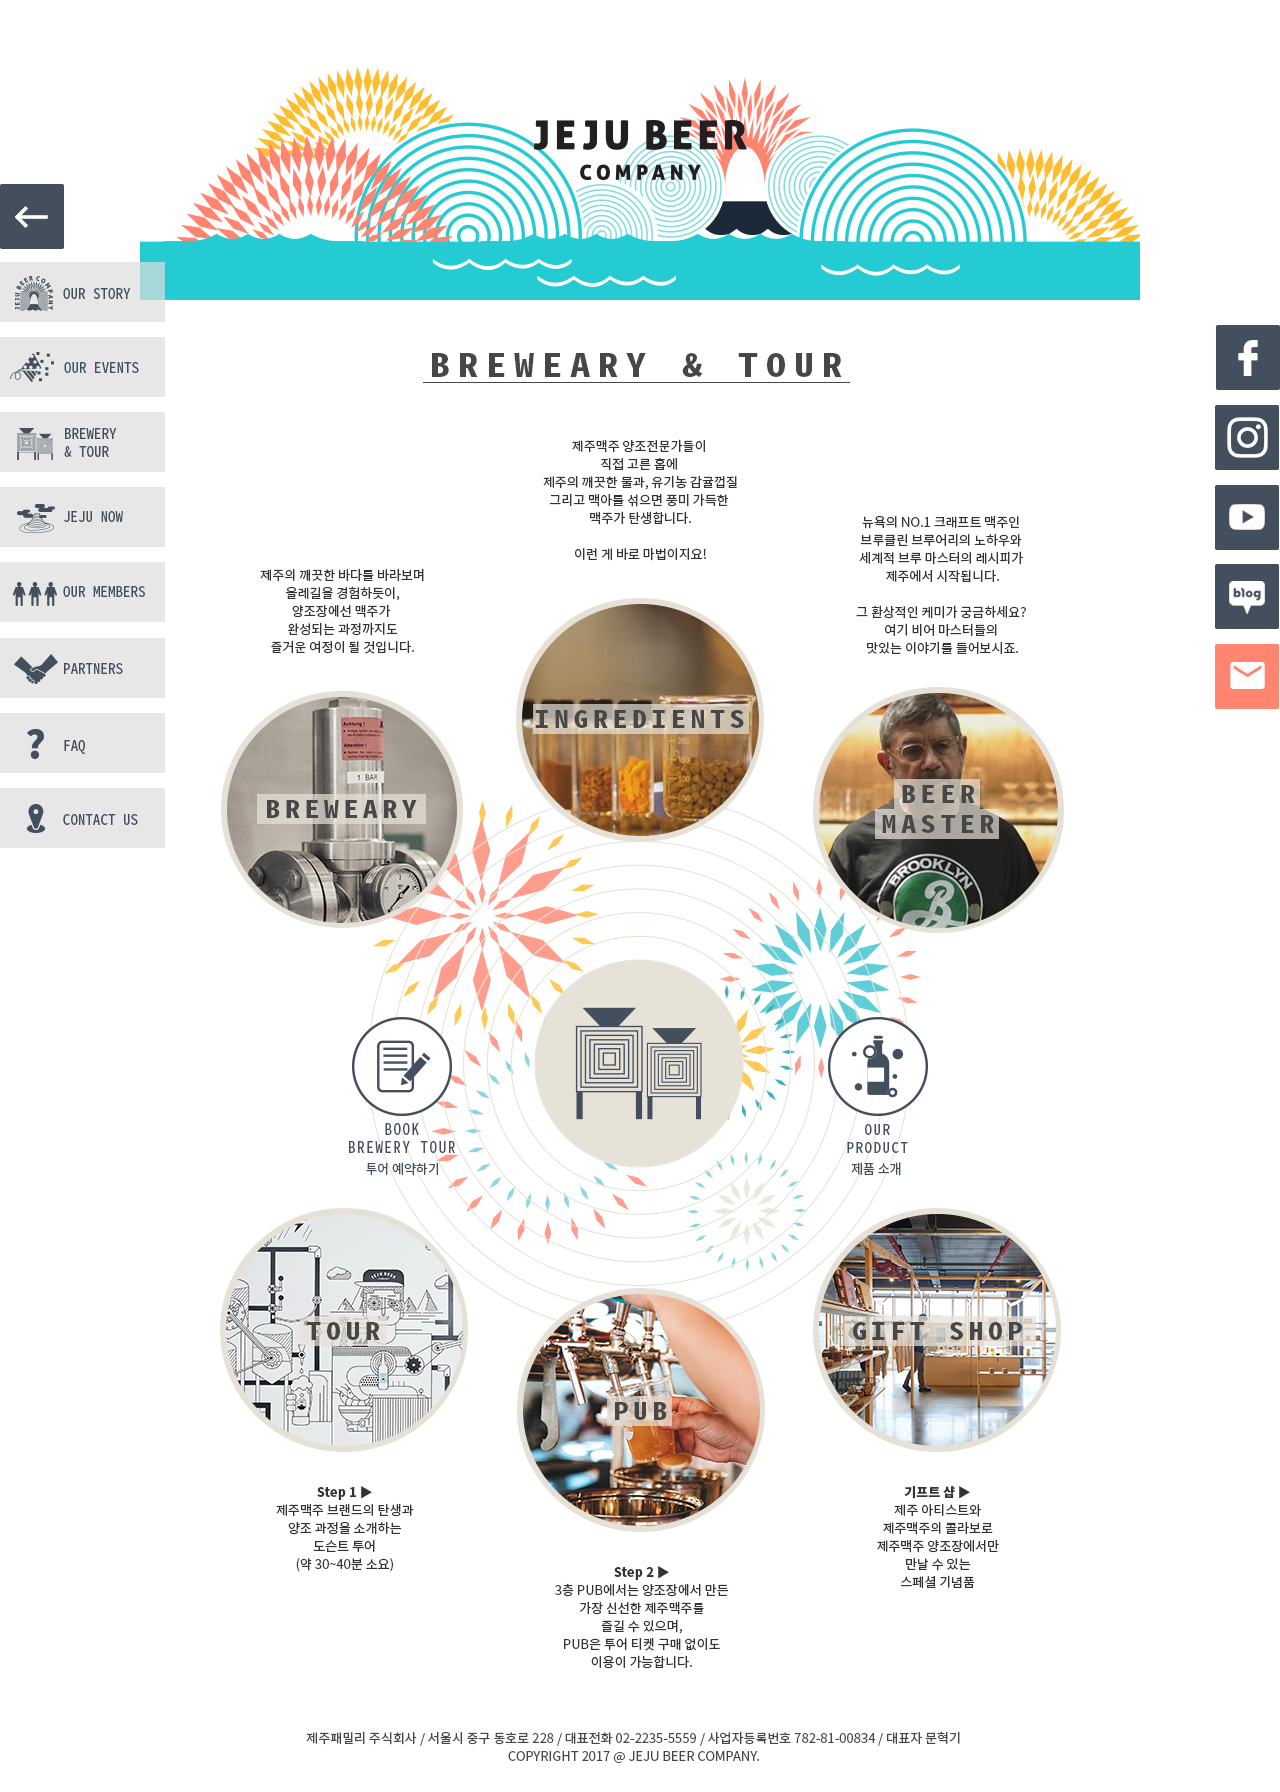 JEJU BEER
COMPANY
JEJU BEER COMPANY
OUR STORY
OUR EVENTS
BREWERY
& TOUR
JEJU NOW
OUR MEMBERS
PARTNERS
FAQ
CONTACT US
blog
BREWEARY & TOUR
제주맥주 양조전문가들이
직접 고른 홉에
제주의 깨끗한 물과, 유기농 감귤껍질
그리고 맥아를 섞으면 풍미 가득한
맥주가 탄생합니다.
이런 게 바로 마법이지요!
뉴욕의 NO.1 크래프트 맥주인
브루클린 브루어리의 노하우와
세계적 브루 마스터의 레시피가
제주에서 시작됩니다.
그 환상적인 케미가 궁금하세요?
여기 비어 마스터들의
맛있는 이야기를 들어보시죠.
제주의 깨끗한 바다를 바라보며
올레길을 경험하듯이,
양조장에선 맥주가
완성되는 과정까지도
즐거운 여정이 될 것입니다.
Achtung !
Attention !
1 BAR
BREWEARY
INGREDIENTS
BEER
MASTER
BROOKLYN
B
BOOK
BREWERY TOUR
투어 예약하기
OUR
PRODUCT
제품 소개
JEJU BEER
TOUR
PUB
GIFT SHOP
Step 1 ▶
제주맥주 브랜드의 탄생과
양조 과정을 소개하는
도슨트 투어
(약 30~40분 소요)
Step 2 ▶
3층 PUB에서는 양조장에서 만든
가장 신선한 제주맥주를
즐길 수 있으며,
PUB은 투어 티켓 구매 없이도
이용이 가능합니다.
기프트 샵 ▶
제주 아티스트와
제주맥주의 콜라보로
제주맥주 양조장에서만
만날 수 있는
스페셜 기념품
제주패밀리 주식회사 / 서울시 중구 동호로 228 / 대표전화 02-2235-5559 / 사업자등록번호 782-81-00834 / 대표자 문혁기
COPYRIGHT 2017 @ JEJU BEER COMPANY.